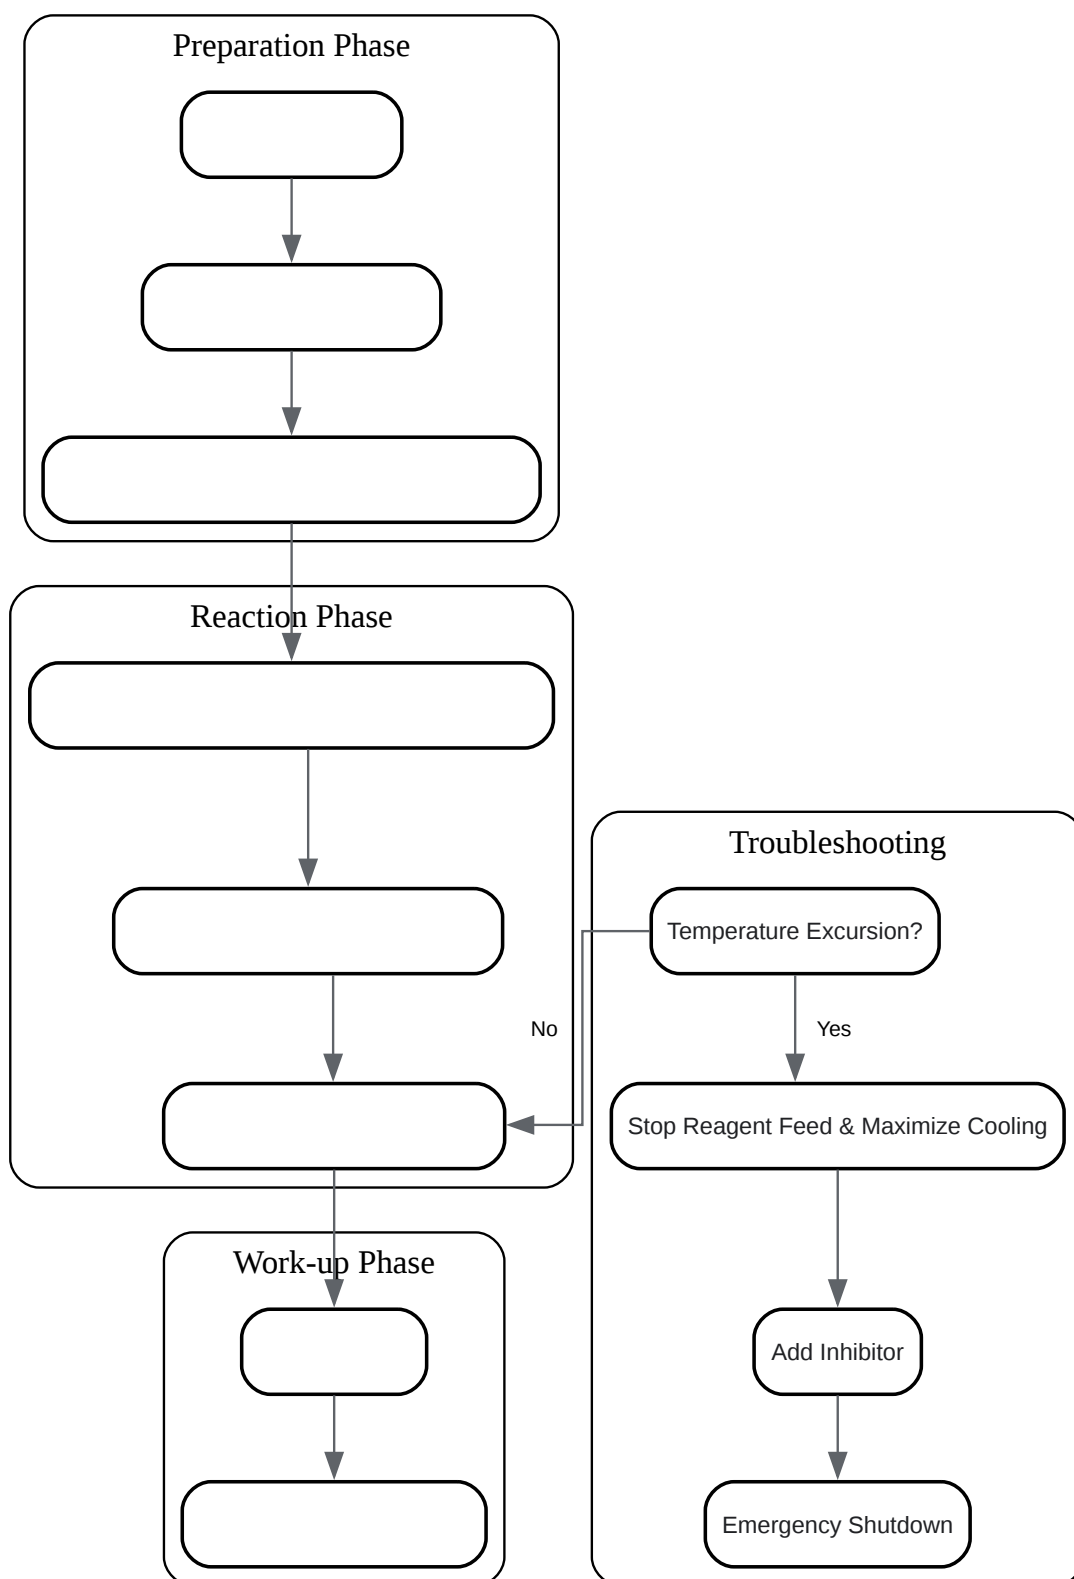 Preparation Phase
Reaction Phase
Troubleshooting
Temperature Excursion?
No
Yes
Stop Reagent Feed & Maximize Cooling
Work-up Phase
Add Inhibitor
Emergency Shutdown